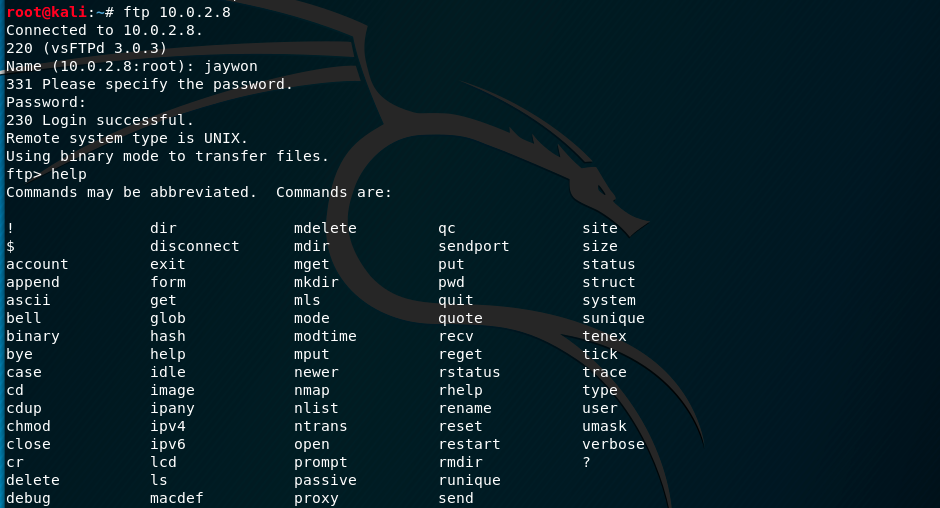 root@kali:~# ftp 10.0.2.8
Connected to 10.0.2.8.
220 (vsFTPd 3.0.3)
Name (10.0.2.8:root): jaywon
331 Please specify the password.
Password:
230 Login successful.
Remote system type is UNIX.
Using binary mode to transfer files.
ftp> help
Commands may be abbreviated.  Commands are:

!               dir             mdelete         qc              site
$               disconnect      mdir            sendport        size
account         exit            mget            put             status
append          form            mkdir           pwd             struct
ascii           get             mls             quit            system
bell            glob            mode            quote           sunique
binary          hash            modtime         recv            tenex
bye             help            mput            reget           tick
case            idle            newer           rstatus         trace
cd              image           nmap            rhelp           type
cdup            ipany           nlist           rename          user
chmod           ipv4            ntrans          reset           umask
close           ipv6            open            restart         verbose
cr              lcd             prompt          rmdir           ?
delete          ls              passive         runique
debug           macdef          proxy           send